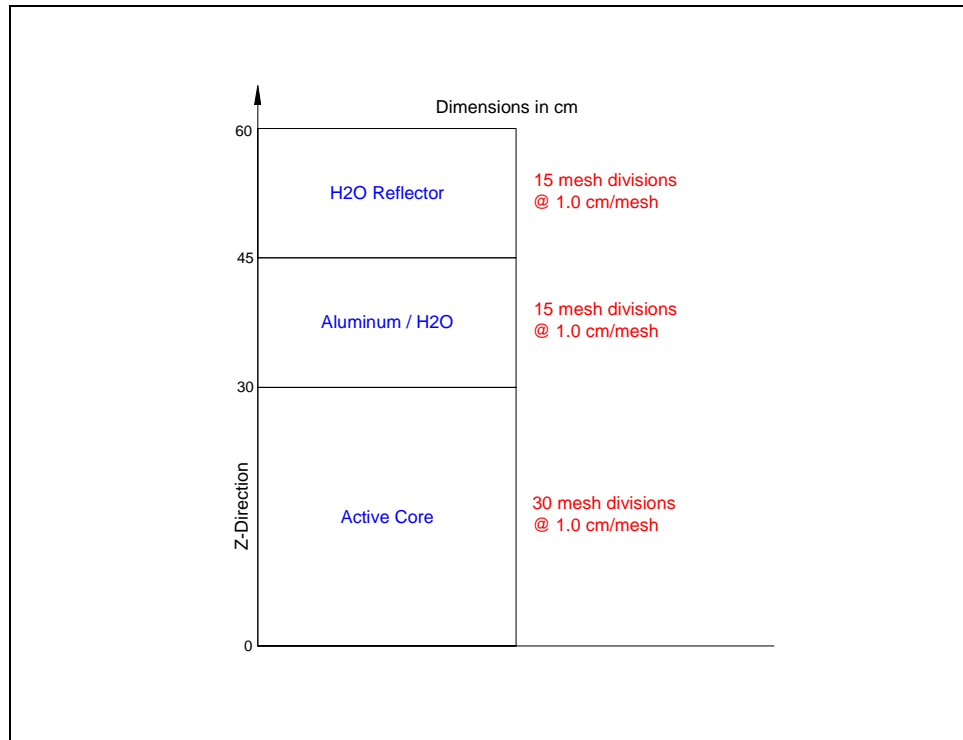 Dimensions in cm
60
H2O Reflector
15 mesh divisions
@ 1.0 cm/mesh
45
Aluminum / H2O
15 mesh divisions
@ 1.0 cm/mesh
30
Z-Direction
Active Core
30 mesh divisions
@ 1.0 cm/mesh
0